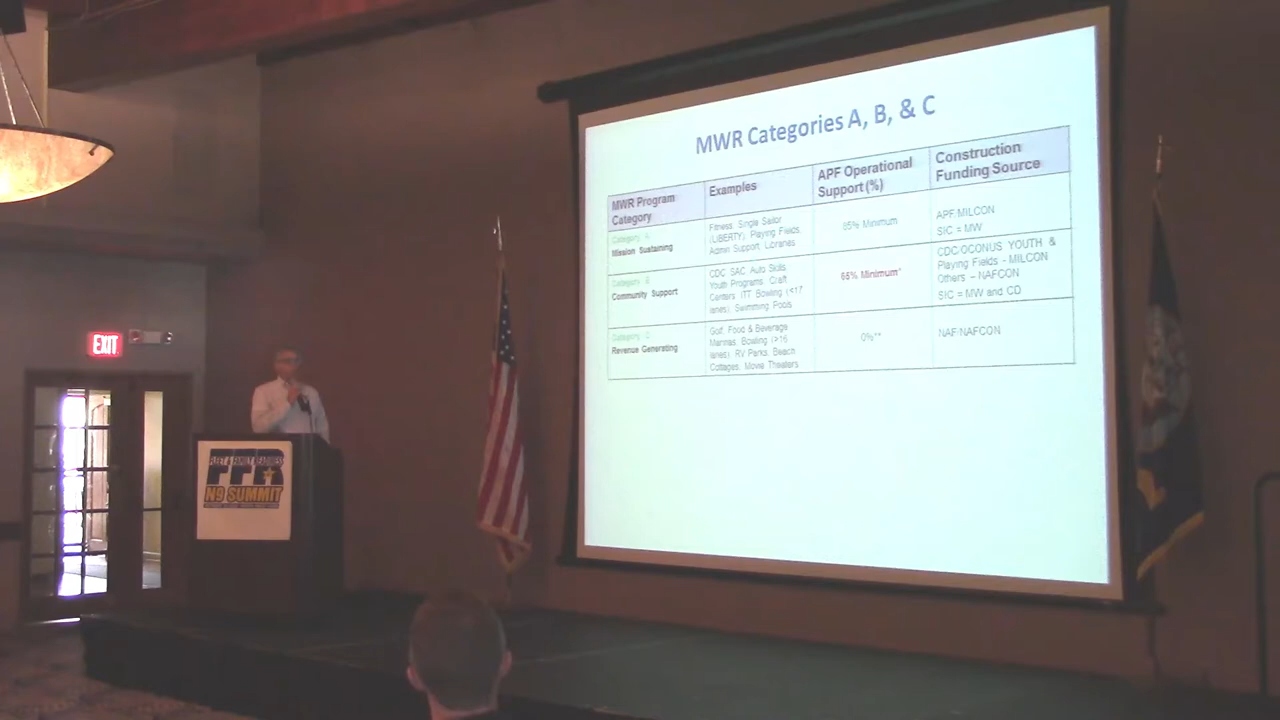 MWR Categories A, B, & C
MWR Program
Category
Examples
APF Operational
Support (%)
Construction
Funding Source
Category A
Mission Sustaining
Fitness, Single Sailor
(LIBERTY), Playing Fields,
Admin Support, Libraries
85% Minimum
APF/MILCON
SIC = MW
Category B
Community Support
CDC, SAC, Auto Skills,
Youth Programs, Craft
Centers, ITT, Bowling (<17
lanes), Swimming Pools
65% Minimum*
CDC/OCONUS YOUTH &
Playing Fields - MILCON
Others – NAFCON
SIC = MW and CD
Category C
Revenue Generating
Golf, Food & Beverage,
Marinas, Bowling (>16
lanes), RV Parks, Beach
Cottages, Movie Theaters
0%**
NAF/NAFCON
EXIT
FLEET & FAMILY READINESS
FFR
N9 SUMMIT